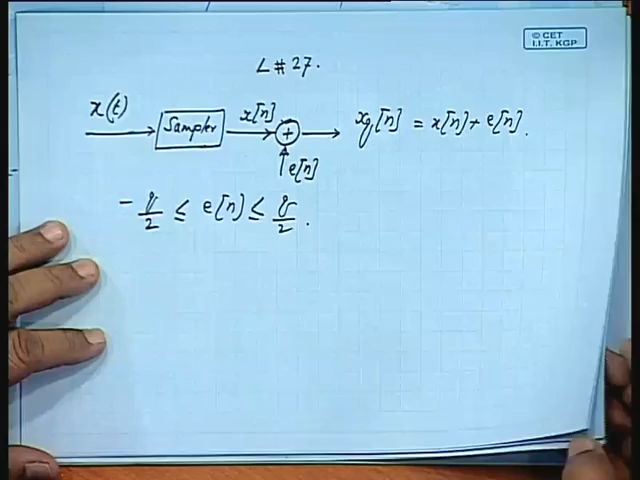 © CET
I.I.T. KGP
L # 27.
x(t) Sampler x[n] + xq[n] = x[n] + e[n].
e[n]
- q/2 ≤ e[n] ≤ q/2.